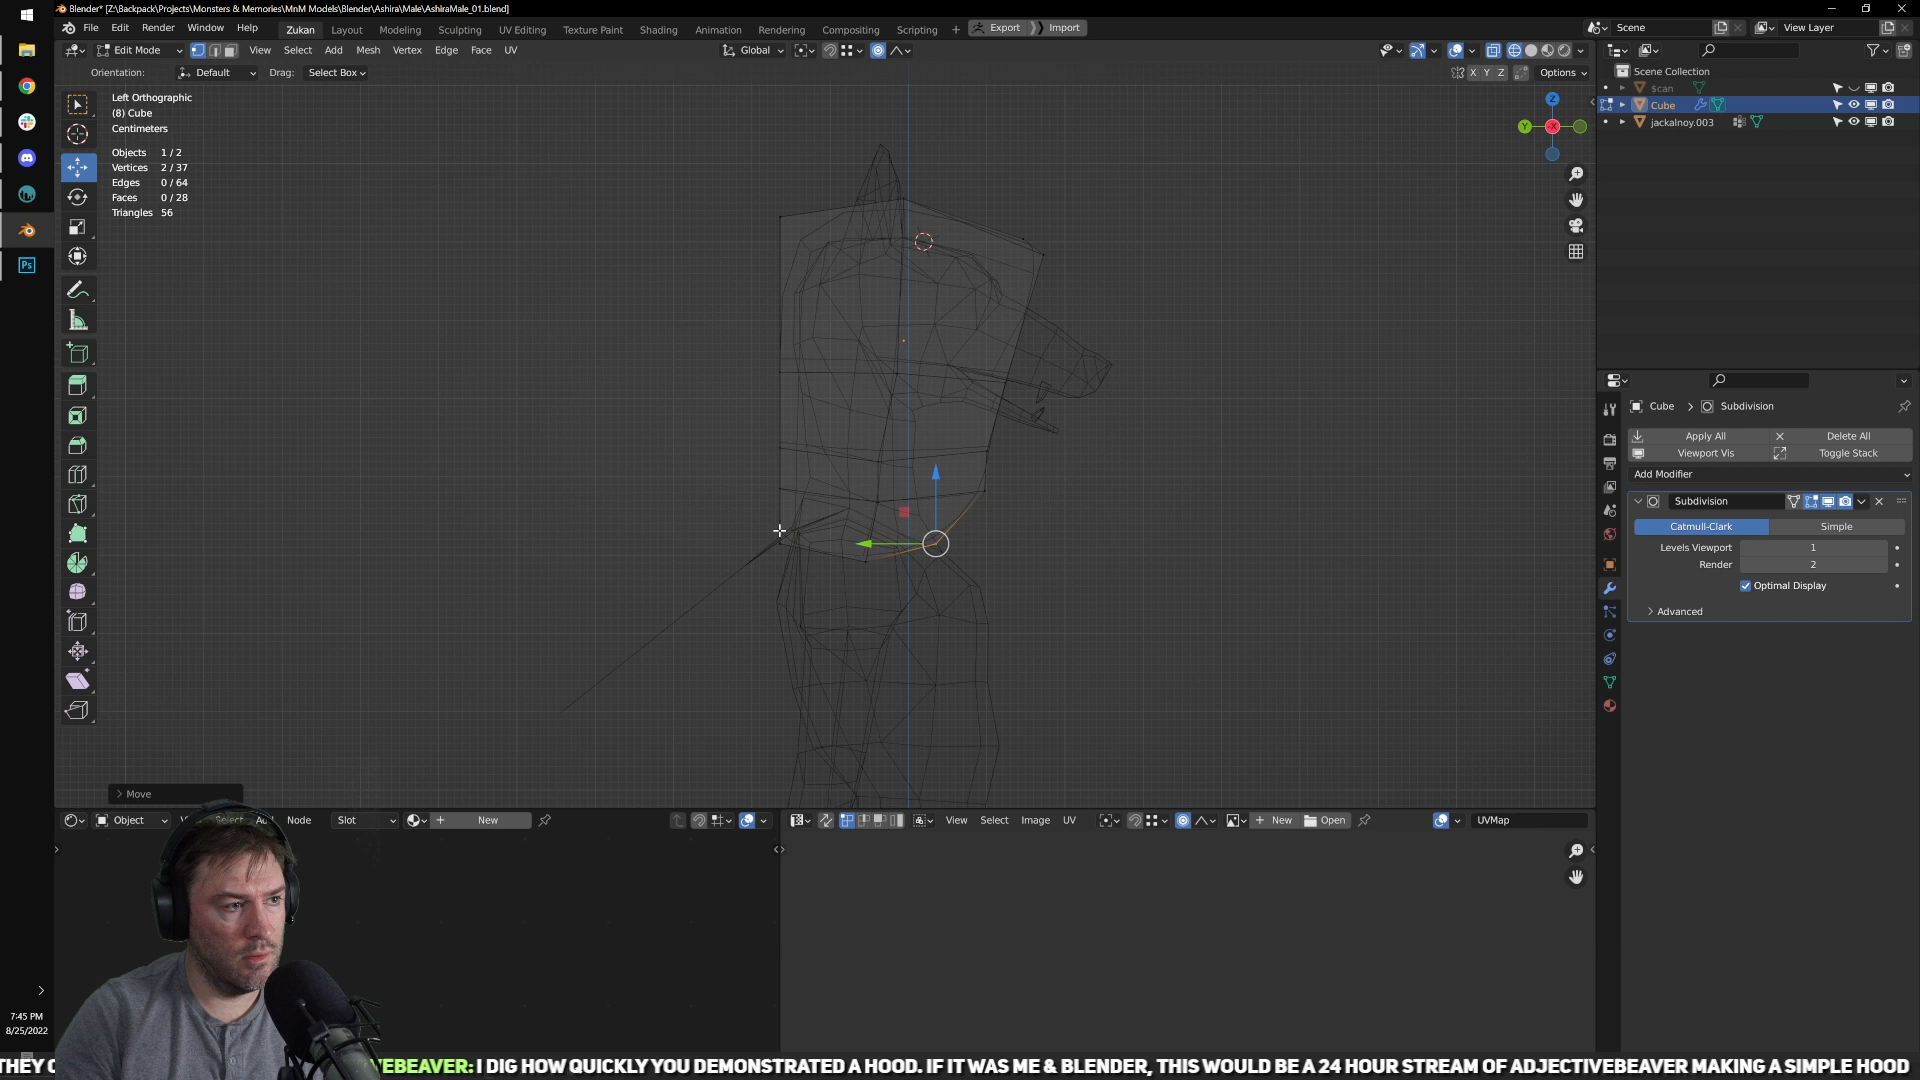 Blender* [Z:\Backpack\Projects\Monsters & Memories\MnM Models\Blender\Ashira\Male\AshiraMale_01.blend]
File Edit Render Window Help Zukan Layout Modeling Sculpting UV Editing Texture Paint Shading Animation Rendering Compositing Scripting + Export Import Scene View Layer
Edit Mode View Select Add Mesh Vertex Edge Face UV Global
Orientation: Default Drag: Select Box X Y Z Options
Scene Collection
$can
Cube
jackalnoy.003
Left Orthographic
(8) Cube
Centimeters
Objects 1 / 2
Vertices 2 / 37
Edges 0 / 64
Faces 0 / 28
Triangles 56
Z
Y X
Cube Subdivision
Apply All Delete All
Viewport Vis Toggle Stack
Add Modifier
Subdivision
Catmull-Clark Simple
Levels Viewport 1
Render 2
Optimal Display
Advanced
Ps
Move
Object Select Node Slot New
View Select Image UV New Open UVMap
7:45 PM
8/25/2022
VEBEAVER: I DIG HOW QUICKLY YOU DEMONSTRATED A HOOD. IF IT WAS ME & BLENDER, THIS WOULD BE A 24 HOUR STREAM OF ADJECTIVEBEAVER MAKING A SIMPLE HOOD